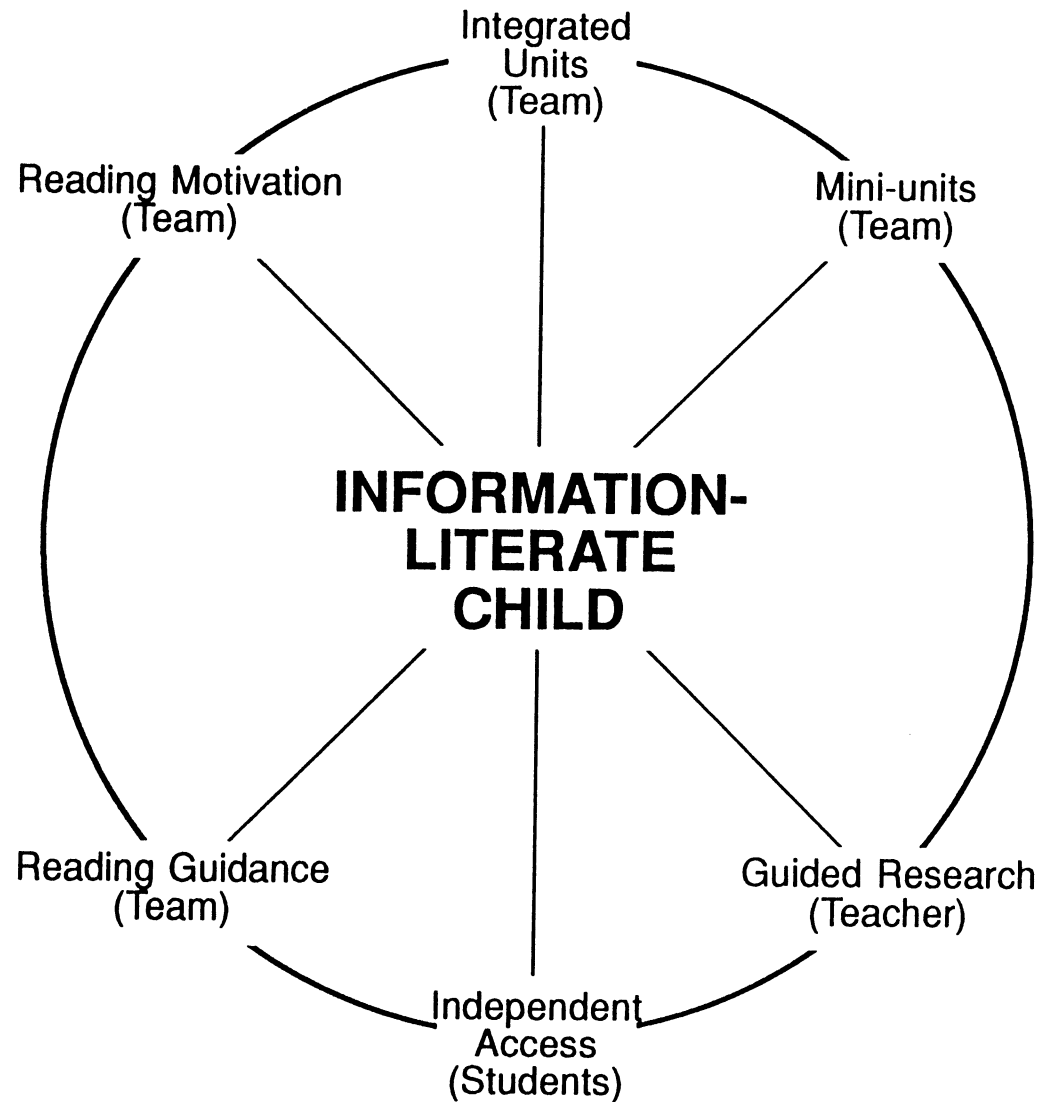 Integrated
Units
(Team)
Reading Motivation
(Team)
Mini-units
(Team)
INFORMATION-
LITERATE
CHILD
Reading Guidance
(Team)
Guided Research
(Teacher)
Independent
Access
(Students)